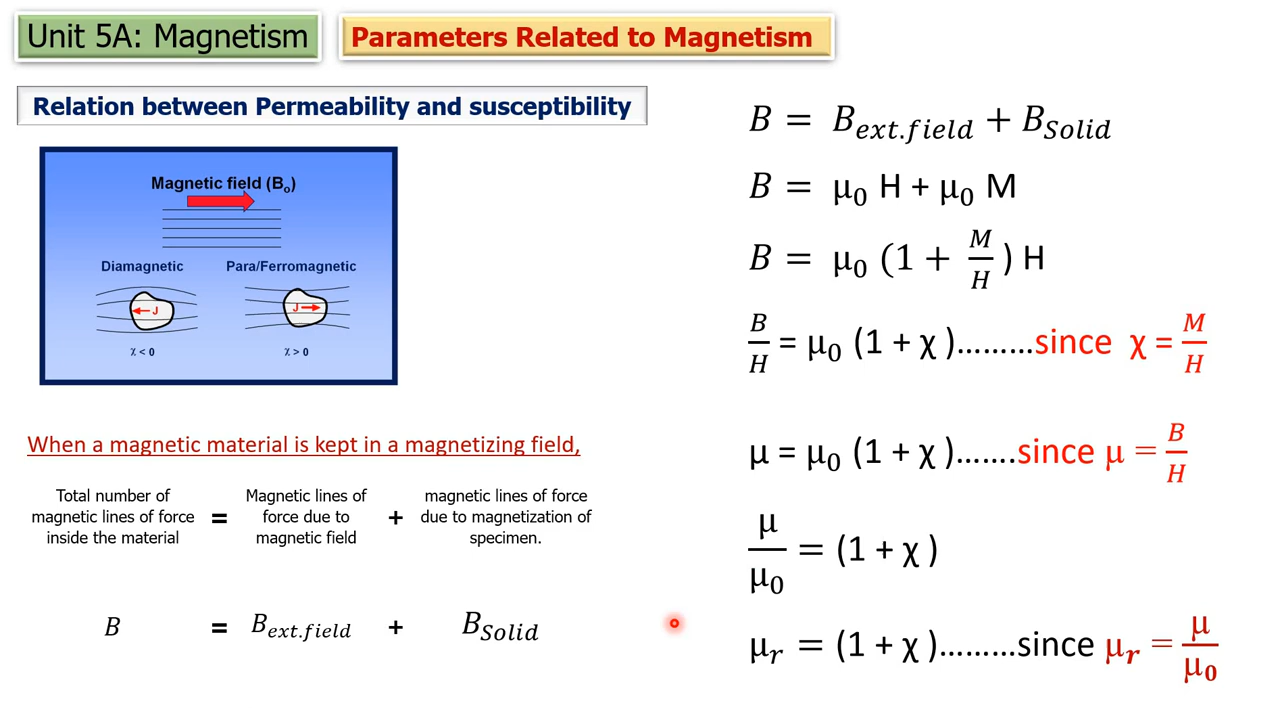 Unit 5A: Magnetism
Parameters Related to Magnetism
Relation between Permeability and susceptibility
Magnetic field (B₀)
Diamagnetic
Para/Ferromagnetic
J
J
χ < 0
χ > 0
When a magnetic material is kept in a magnetizing field,
Total number of
magnetic lines of force
inside the material
=
Magnetic lines of
force due to
magnetic field
+
magnetic lines of force
due to magnetization of
specimen.
B = B_ext.field + B_Solid
B = B_ext.field + B_Solid
B = μ₀ H + μ₀ M
B = μ₀ (1 + M/H ) H
B/H = μ₀ (1 + χ )………since χ = M/H
μ = μ₀ (1 + χ )…….since μ = B/H
μ/μ₀ = (1 + χ )
μ_r = (1 + χ )………since μ_r = μ/μ₀